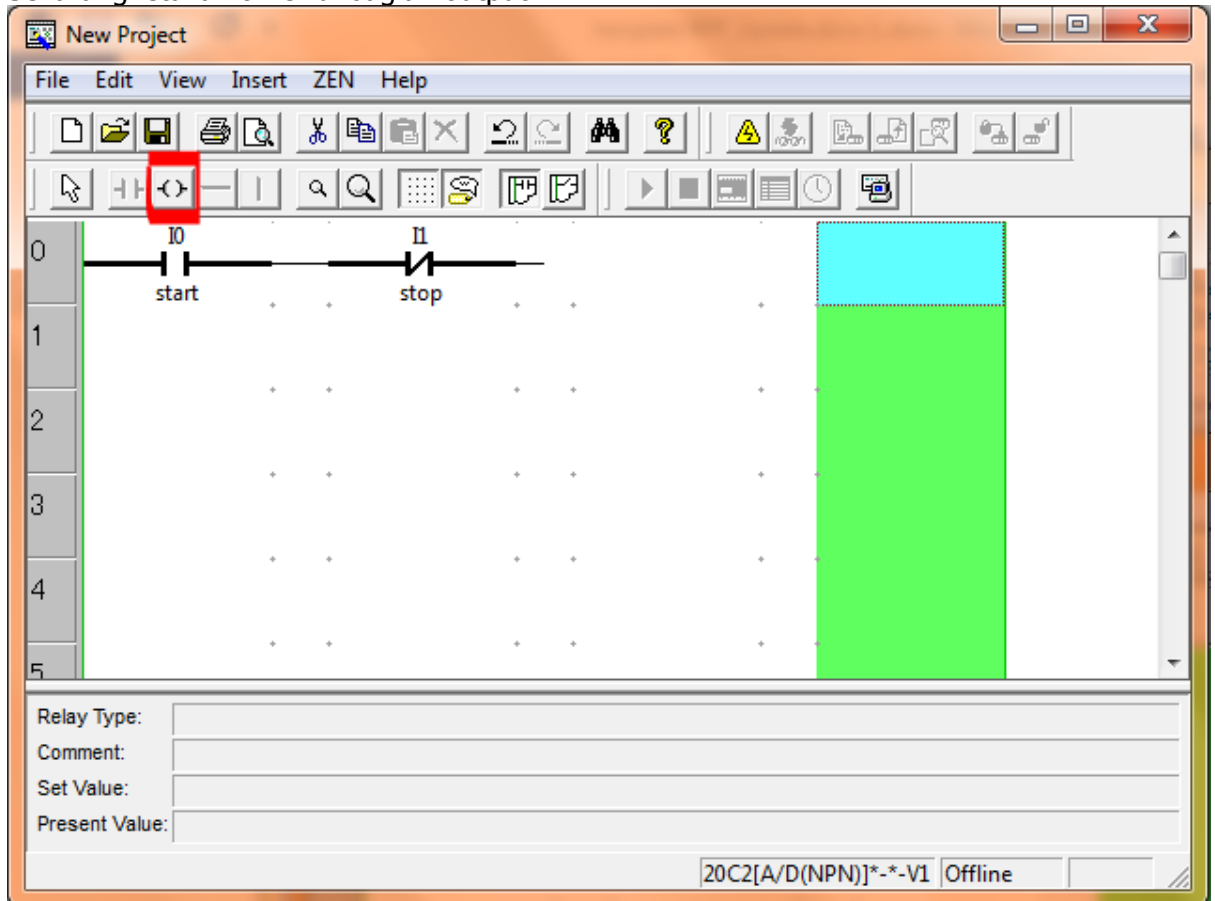 New Project
File Edit View Insert ZEN Help
0 I0 I1
start stop
1
2
3
4
5
Relay Type:
Comment:
Set Value:
Present Value:
20C2[A/D(NPN)]*-*-V1 Offline